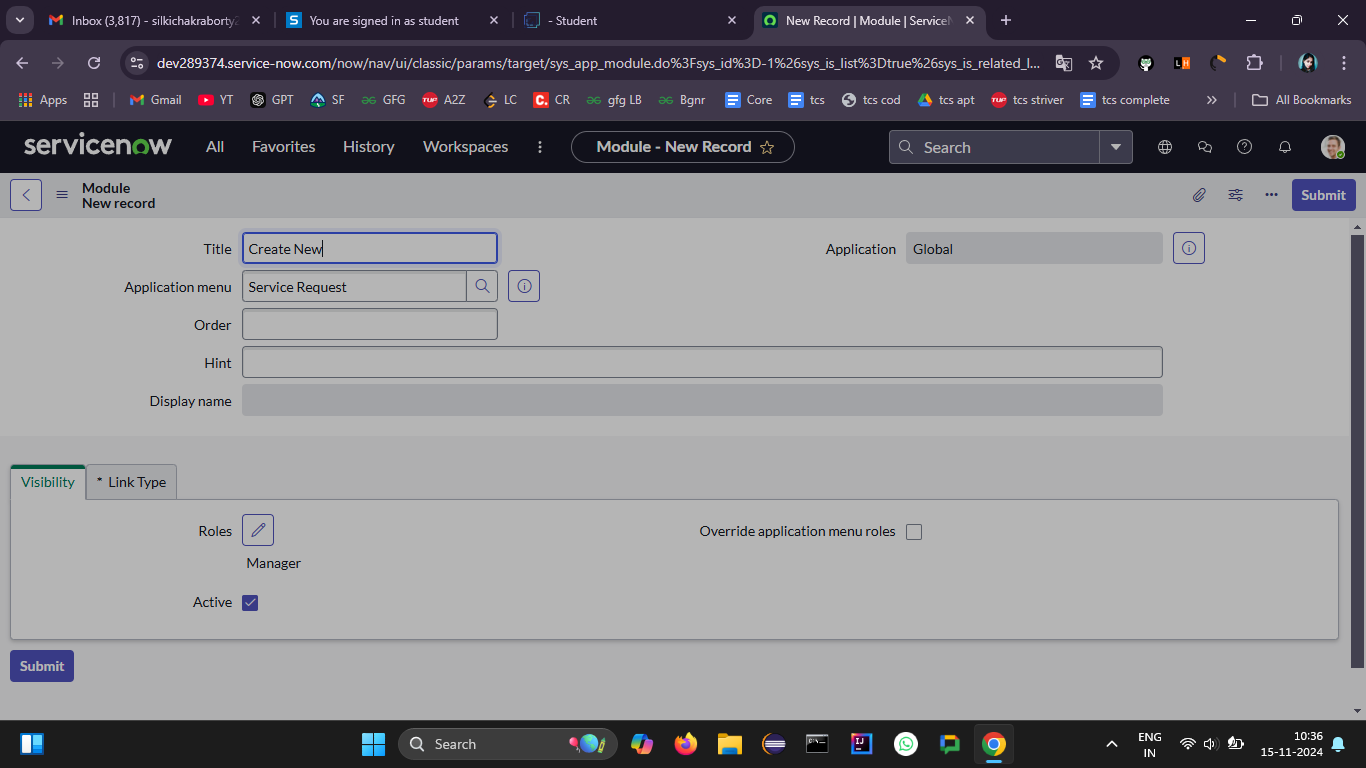 Inbox (3,817) - silkichakraborty2
You are signed in as student
- Student
New Record | Module | ServiceN
dev289374.service-now.com/now/nav/ui/classic/params/target/sys_app_module.do%3Fsys_id%3D-1%26sys_is_list%3Dtrue%26sys_is_related_l...
Apps
Gmail
YT
GPT
SF
GFG
A2Z
LC
CR
gfg LB
Bgnr
Core
tcs
tcs cod
tcs apt
tcs striver
tcs complete
»
All Bookmarks
servicenow
All
Favorites
History
Workspaces
Module - New Record
Search
Module
New record
Submit
Title
Create New
Application
Global
Application menu
Service Request
Order
Hint
Display name
Visibility
* Link Type
Roles
Override application menu roles
Manager
Active
Submit
Search
ENG
IN
10:36
15-11-2024